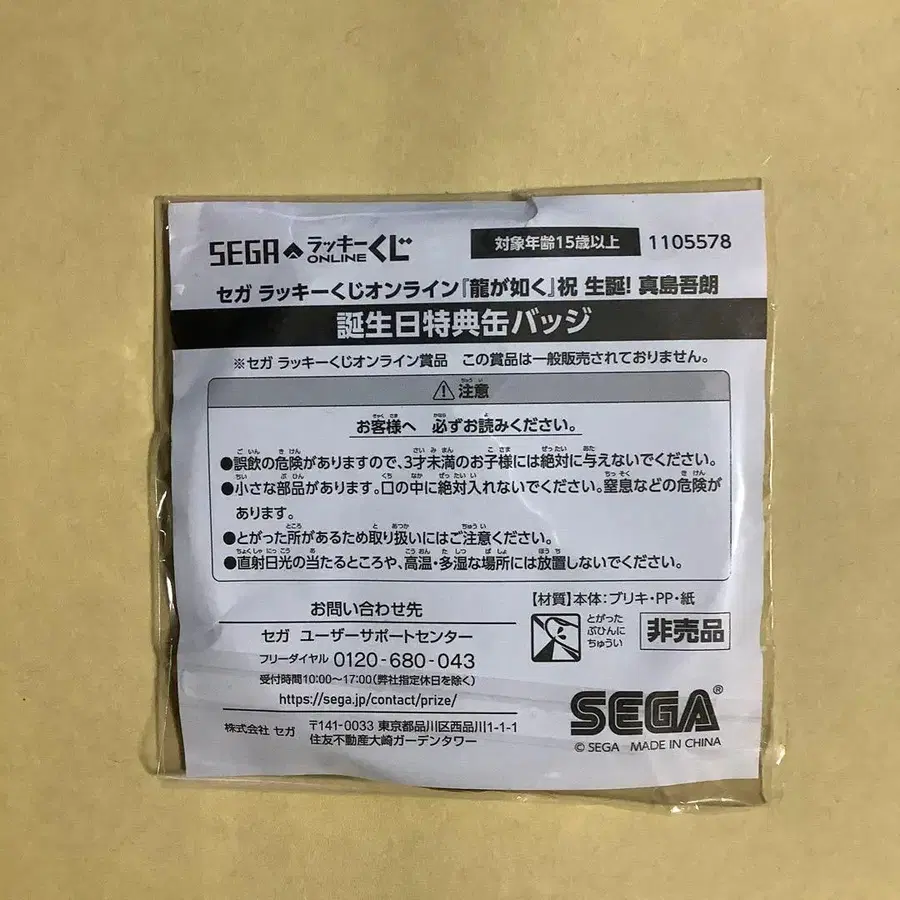 SEGA ラッキーくじ ONLINE 対象年齢15歳以上 1105578
セガ ラッキーくじオンライン『龍が如く』祝 生誕! 真島吾朗
誕生日特典缶バッジ
※セガ ラッキーくじオンライン賞品 この賞品は一般販売されておりません。
注意
お客様へ 必ずお読みください。
●誤飲の危険がありますので、3才未満のお子様には絶対に与えないでください。
●小さな部品があります。口の中に絶対入れないでください。窒息などの危険が
あります。
●とがった所があるため取り扱いにはご注意ください。
●直射日光の当たるところや、高温・多湿な場所には放置しないでください。
お問い合わせ先
セガ ユーザーサポートセンター
フリーダイヤル 0120-680-043
受付時間10:00〜17:00(弊社指定休日を除く)
https://sega.jp/contact/prize/
株式会社 セガ 〒141-0033 東京都品川区西品川1-1-1
住友不動産大崎ガーデンタワー
【材質】本体:ブリキ・PP・紙
とがった
ぶひんに
ちゅうい
非売品
SEGA®
© SEGA MADE IN CHINA